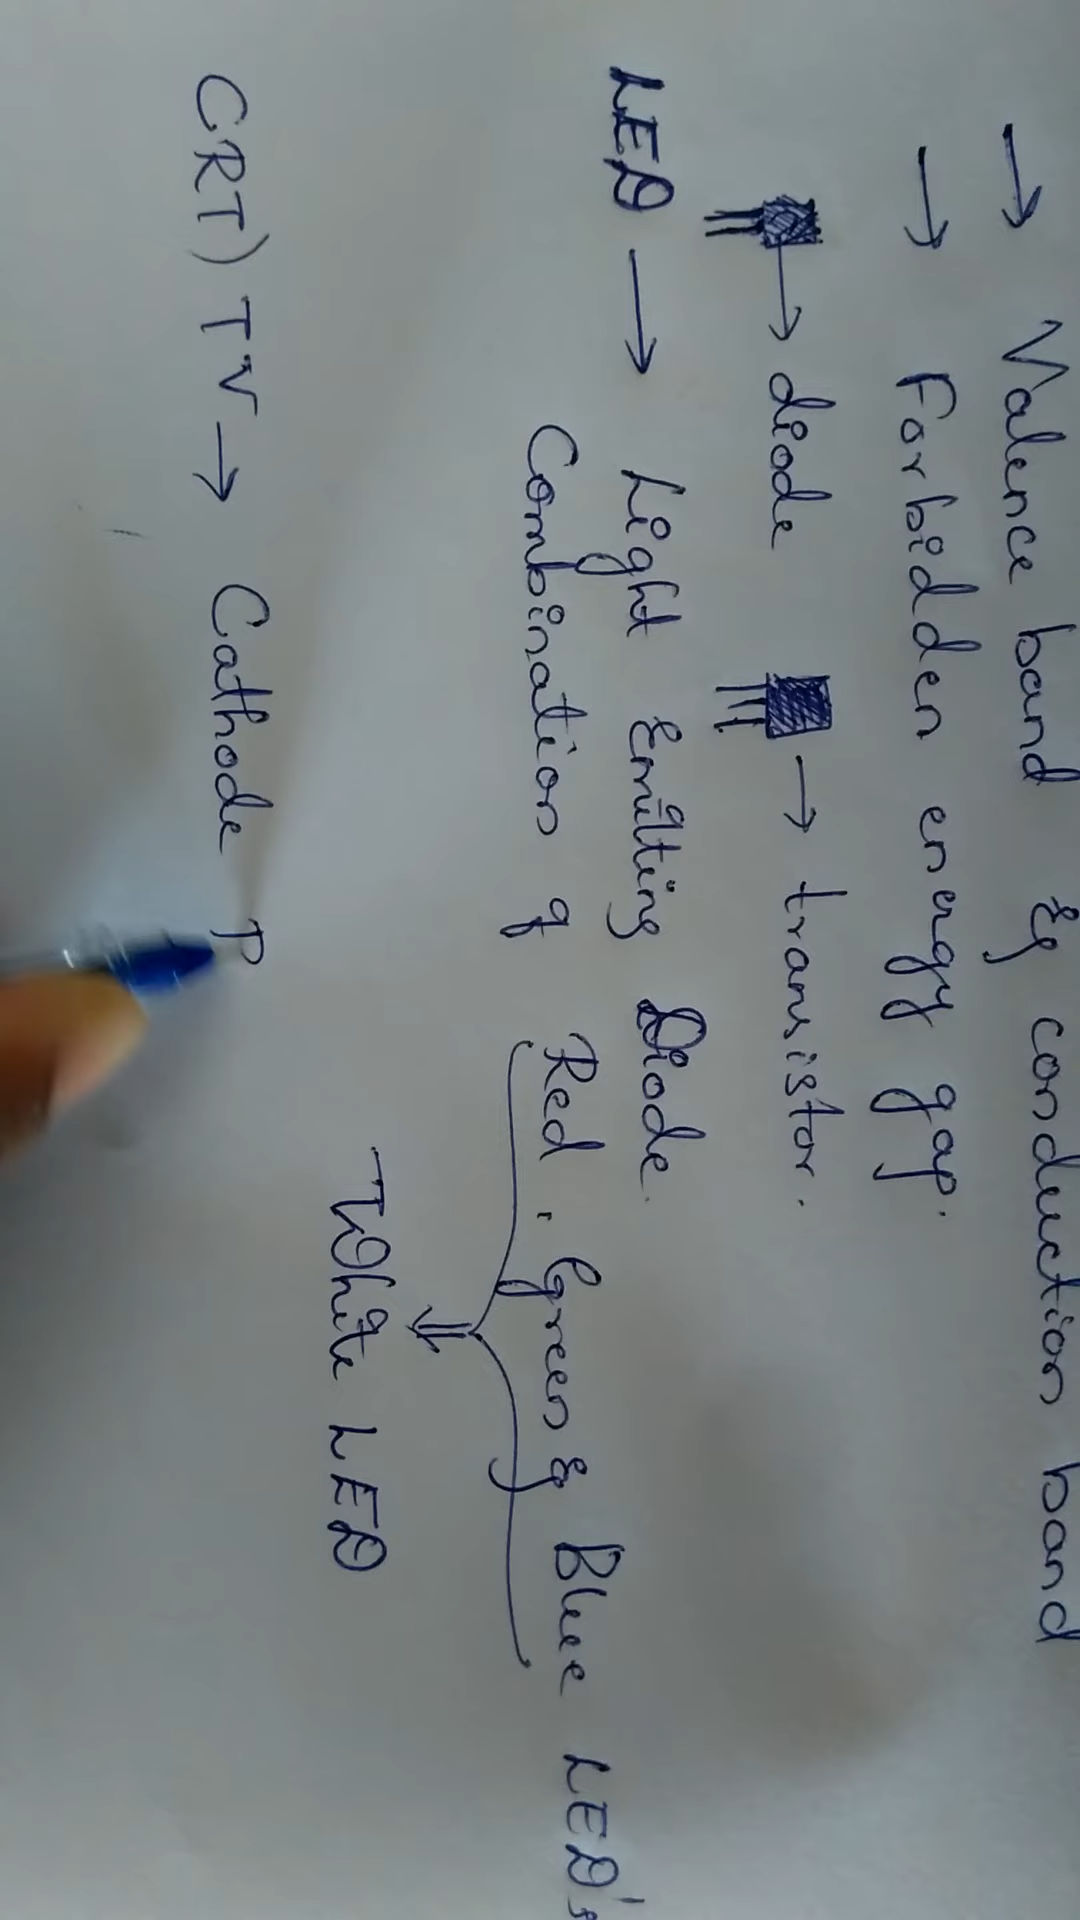 → Valence band & conduction band
→ Forbidden energy gap.
→ diode → transistor.
LED → Light Emitting Diode.
Combination of Red, Green & Blue LED's
White LED
CRT) TV → Cathode